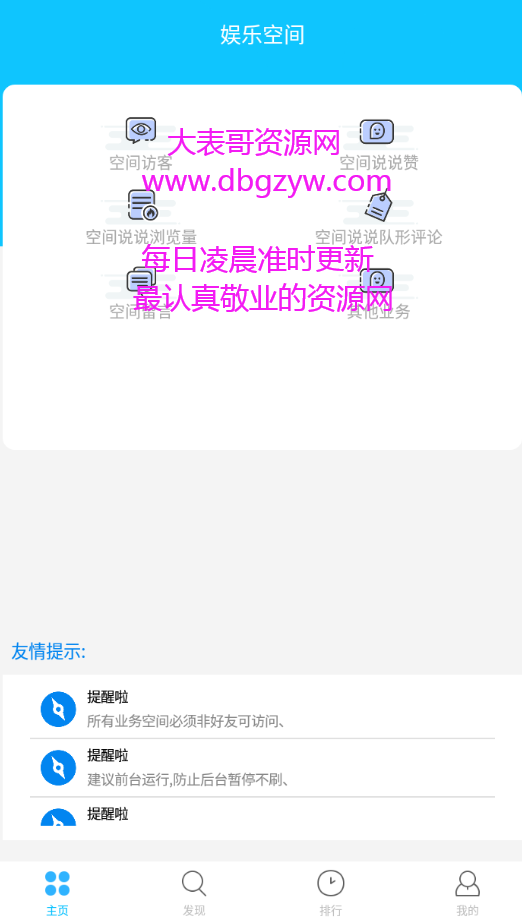 娱乐空间
大表哥资源网
空间访客
空间说说赞
www.dbgzyw.com
空间说说浏览量
空间说说队形评论
每日凌晨准时更新
最认真敬业的资源网
空间留言
其他业务
友情提示:
提醒啦
所有业务空间必须非好友可访问、
提醒啦
建议前台运行,防止后台暂停不刷、
提醒啦
主页
发现
排行
我的